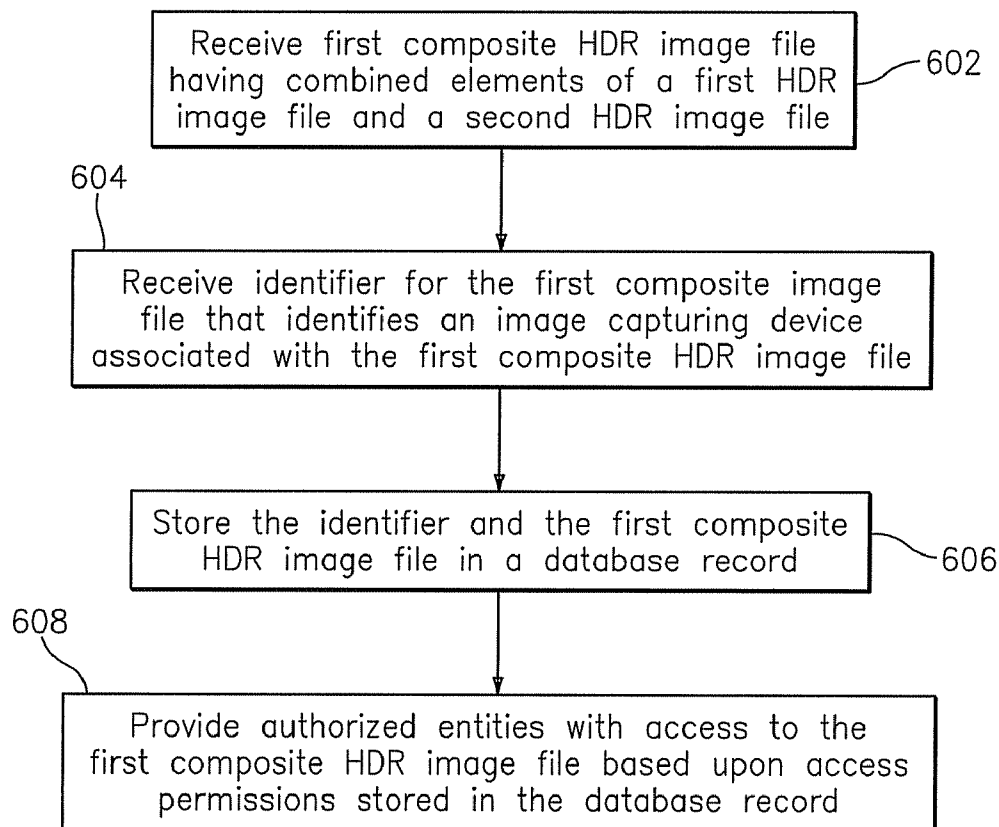 Receive first composite HDR image file
having combined elements of a first HDR
image file and a second HDR image file
602
604
Receive identifier for the first composite image
file that identifies an image capturing device
associated with the first composite HDR image file
Store the identifier and the first composite
HDR image file in a database record
606
608
Provide authorized entities with access to the
first composite HDR image file based upon access
permissions stored in the database record